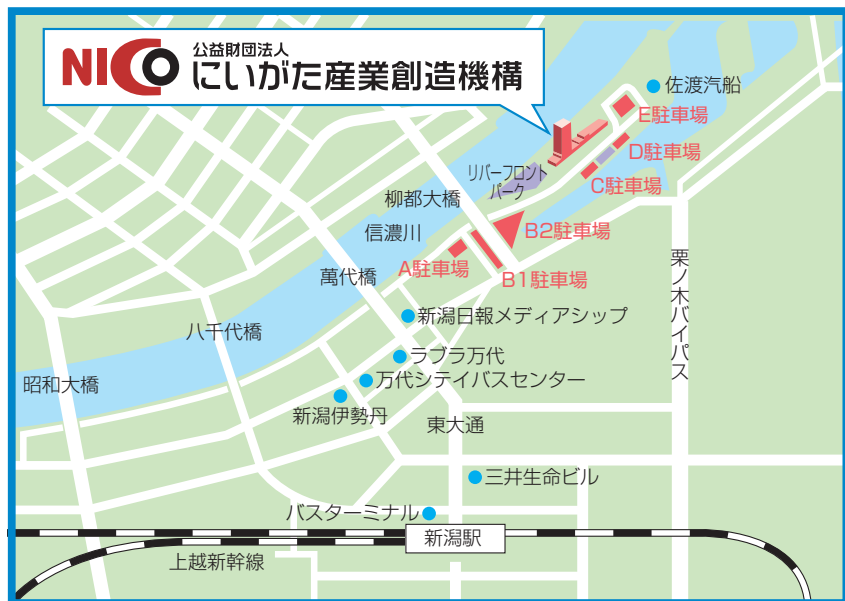 NICO
公益財団法人
にいがた産業創造機構
佐渡汽船
E駐車場
D駐車場
C駐車場
リバーフロント
パーク
柳都大橋
信濃川
B2駐車場
A駐車場
B1駐車場
萬代橋
栗ノ木バイパス
新潟日報メディアシップ
八千代橋
ラブラ万代
万代シテイバスセンター
昭和大橋
新潟伊勢丹
東大通
三井生命ビル
バスターミナル
新潟駅
上越新幹線